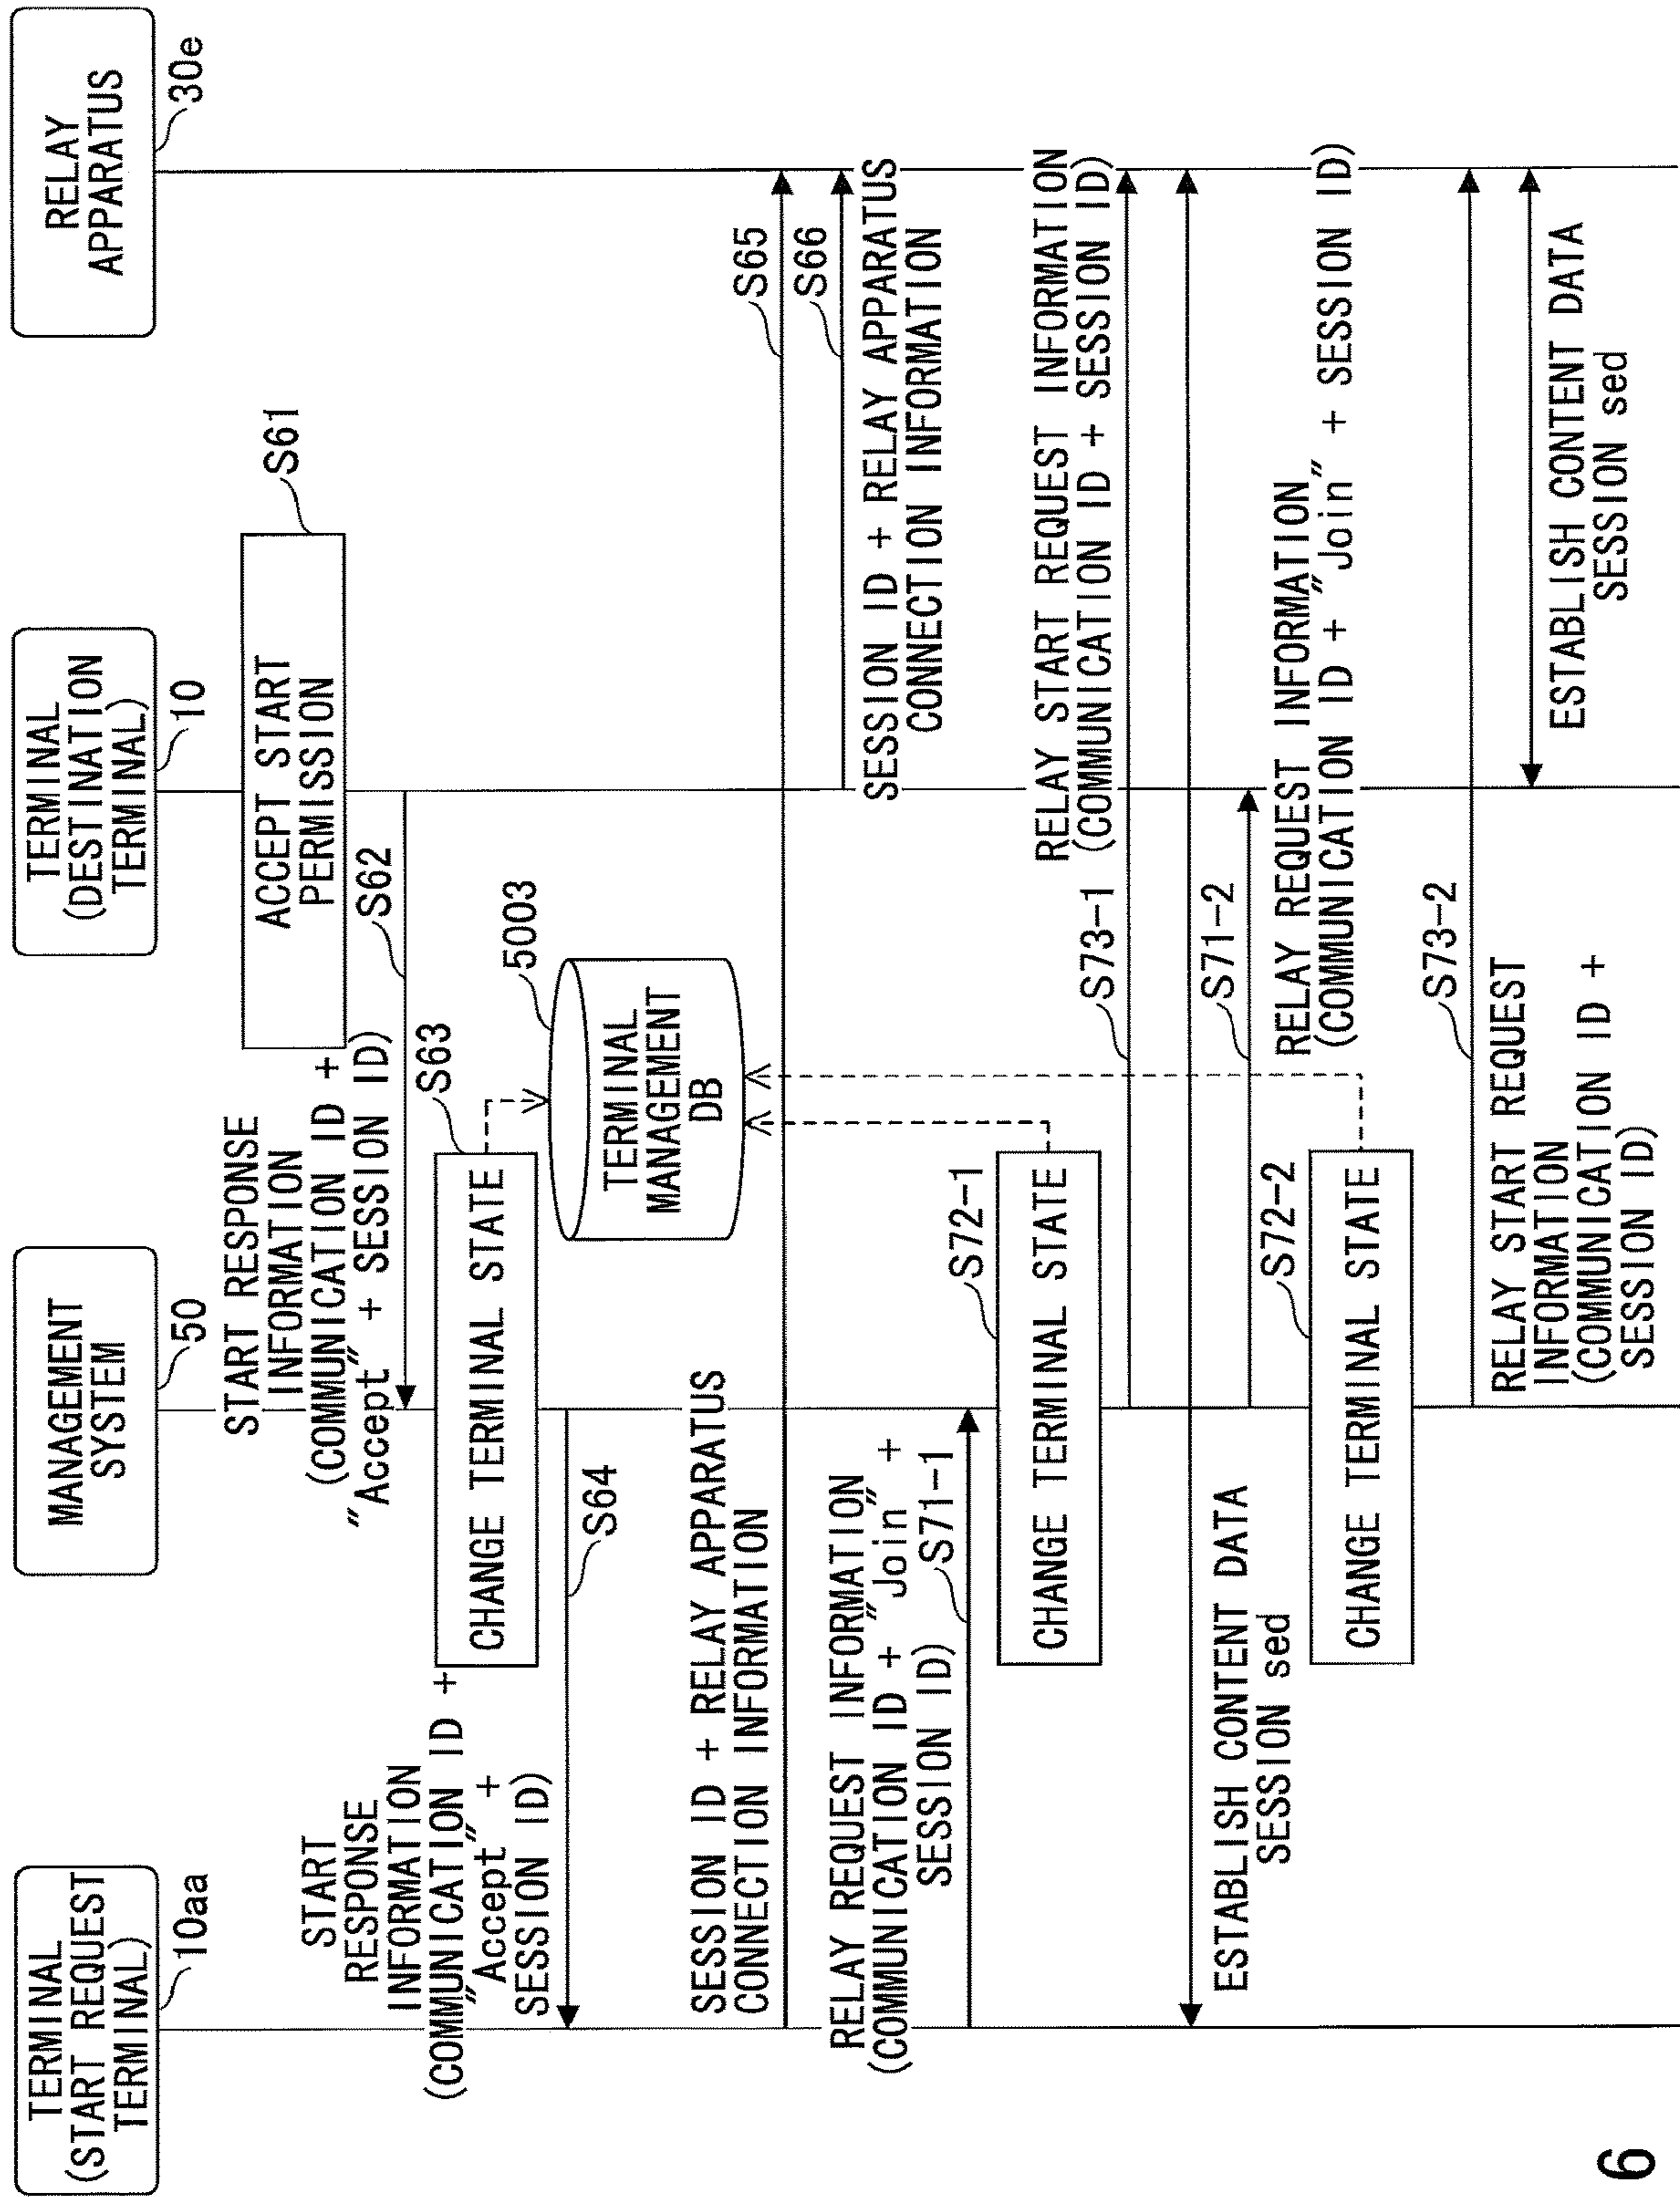 TERMINAL
(START REQUEST
TERMINAL)
10aa
MANAGEMENT
SYSTEM
50
TERMINAL
(DESTINATION
TERMINAL)
10
RELAY
APPARATUS
30e
ACCEPT START
PERMISSION
S61
START RESPONSE
INFORMATION
(COMMUNICATION ID +
"Accept" + SESSION ID)
S62
CHANGE TERMINAL STATE
S63
5003
TERMINAL
MANAGEMENT
DB
START
RESPONSE
INFORMATION
(COMMUNICATION ID +
"Accept" +
SESSION ID)
S64
SESSION ID + RELAY APPARATUS
CONNECTION INFORMATION
S65
S66
SESSION ID + RELAY APPARATUS
CONNECTION INFORMATION
RELAY REQUEST INFORMATION
(COMMUNICATION ID + "Join" +
SESSION ID)
S71-1
CHANGE TERMINAL STATE
S72-1
RELAY START REQUEST INFORMATION
(COMMUNICATION ID + SESSION ID)
S73-1
ESTABLISH CONTENT DATA
SESSION sed
S71-2
RELAY REQUEST INFORMATION
(COMMUNICATION ID + "Join" + SESSION ID)
CHANGE TERMINAL STATE
S72-2
S73-2
RELAY START REQUEST
INFORMATION
(COMMUNICATION ID +
SESSION ID)
ESTABLISH CONTENT DATA
SESSION sed
6